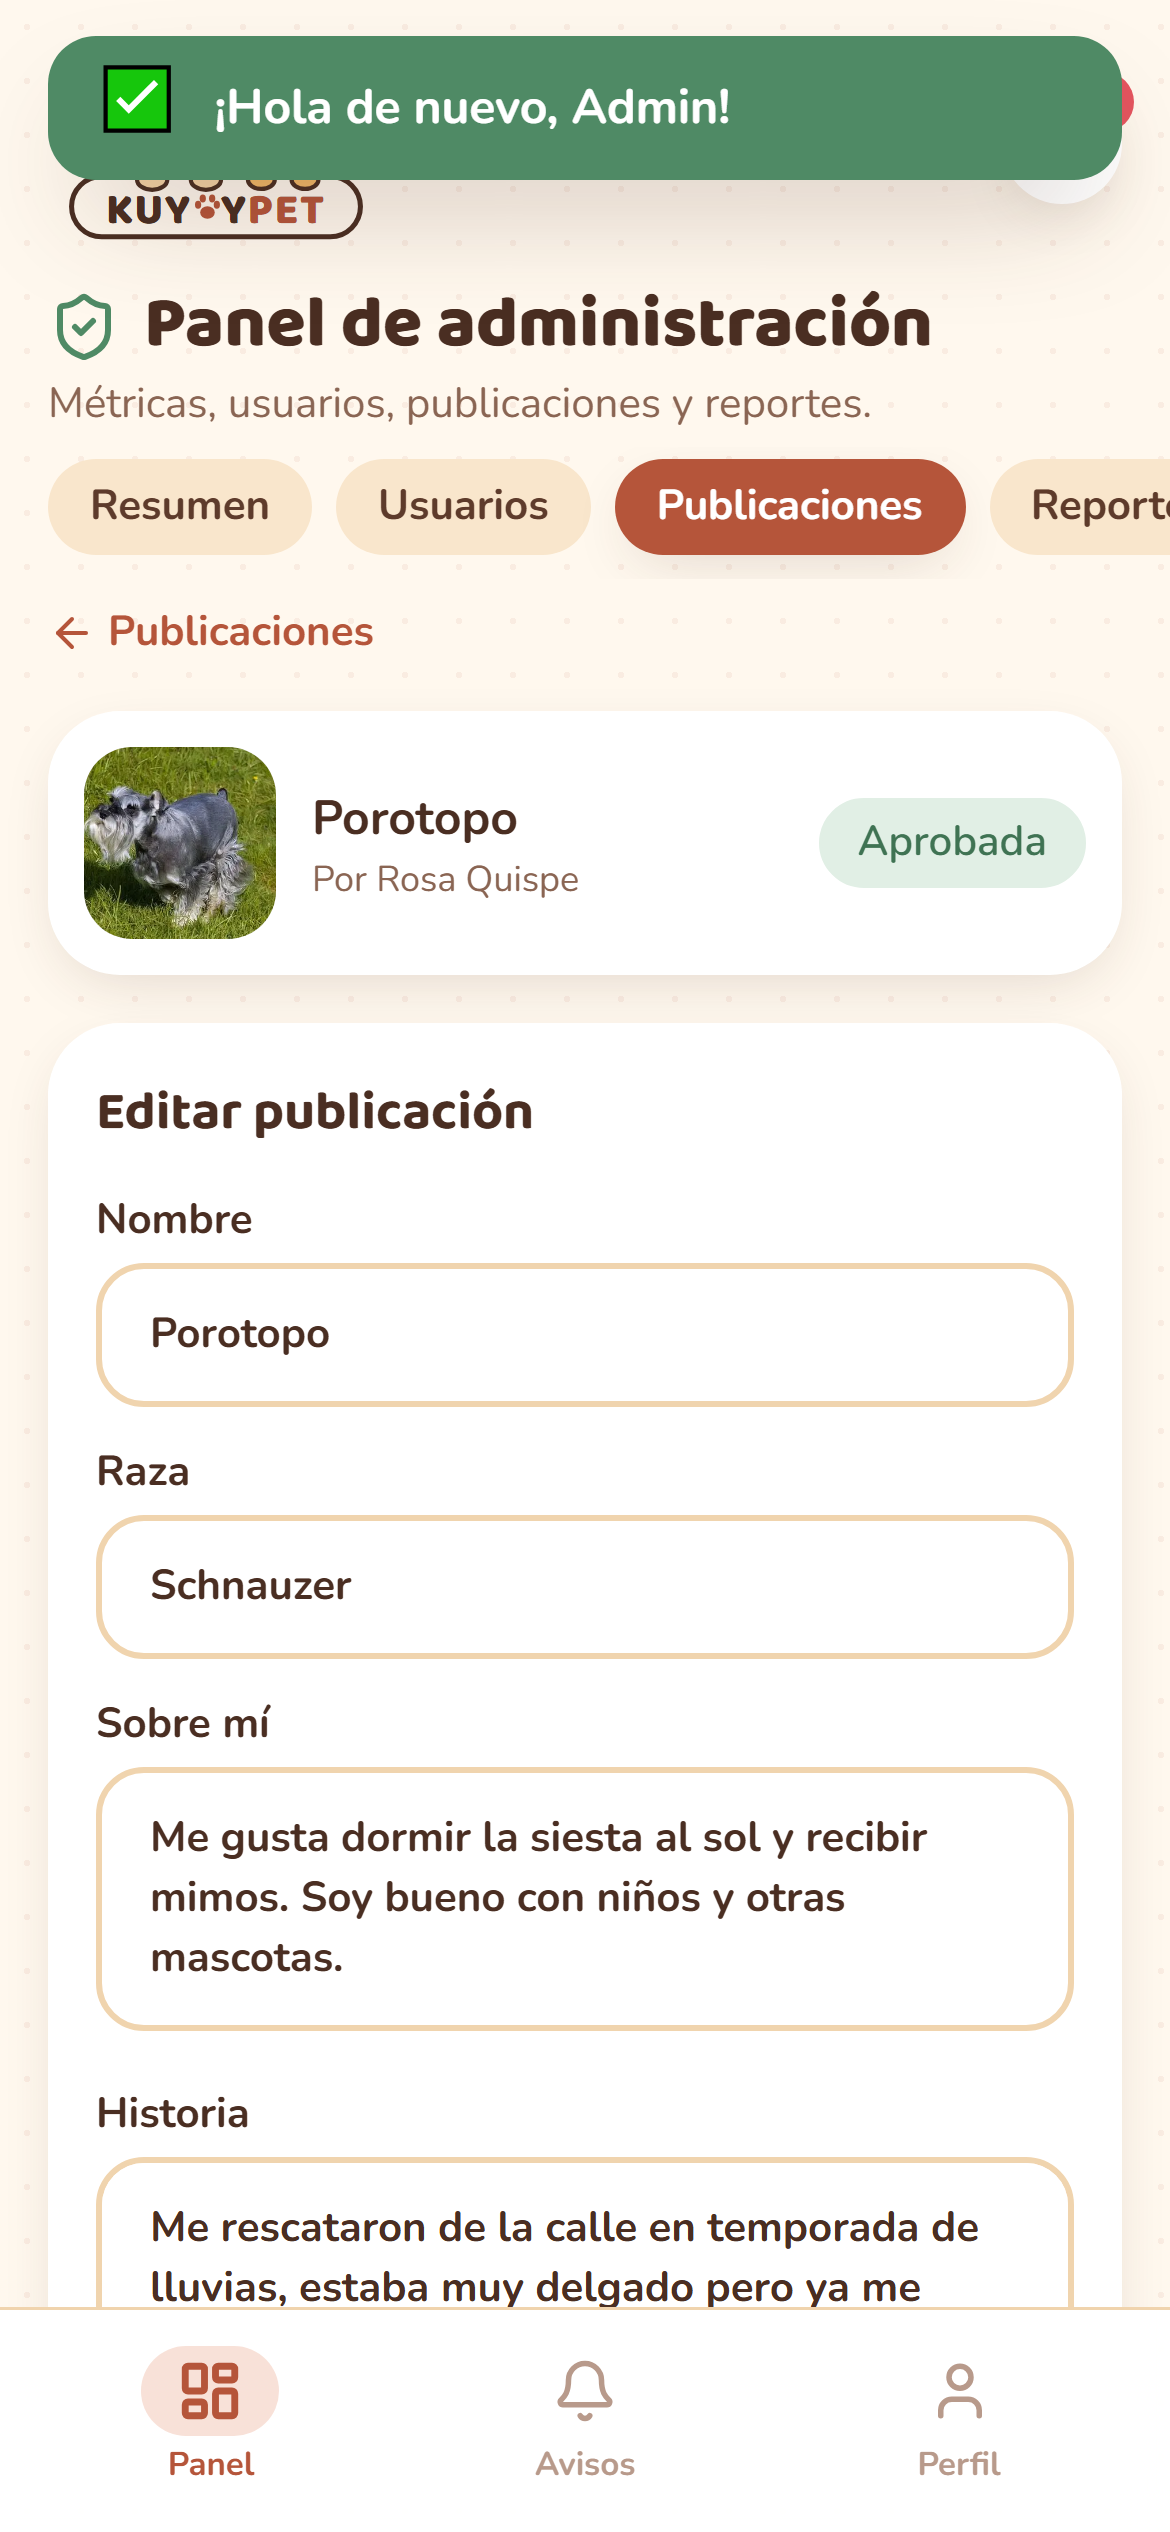 ¡Hola de nuevo, Admin!
KUYYPET
Panel de administración
Métricas, usuarios, publicaciones y reportes.
Resumen
Usuarios
Publicaciones
Publicaciones
Porotopo
Por Rosa Quispe
Aprobada
Editar publicación
Nombre
Porotopo
Raza
Schnauzer
Sobre mí
Me gusta dormir la siesta al sol y recibir
mimos. Soy bueno con niños y otras
mascotas.
Historia
Me rescataron de la calle en temporada de
lluvias, estaba muy delgado pero ya me
Panel
Avisos
Perfil